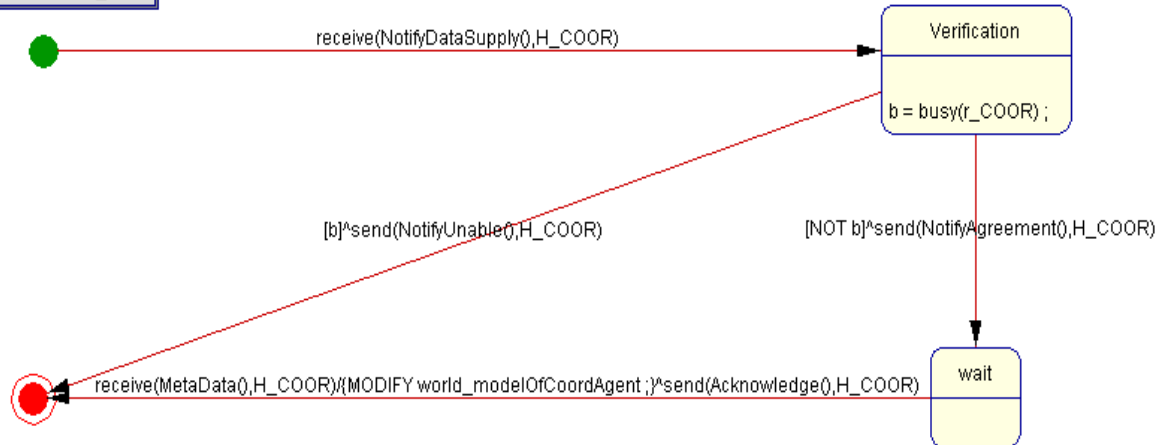 receive(NotifyDataSupply(),H_COOR)
Verification
b = busy(r_COOR) ;
[b]^send(NotifyUnable(),H_COOR)
[NOT b]^send(NotifyAgreement(),H_COOR)
wait
receive(MetaData(),H_COOR)/{MODIFY world_modelOfCoordAgent ;}^send(Acknowledge(),H_COOR)